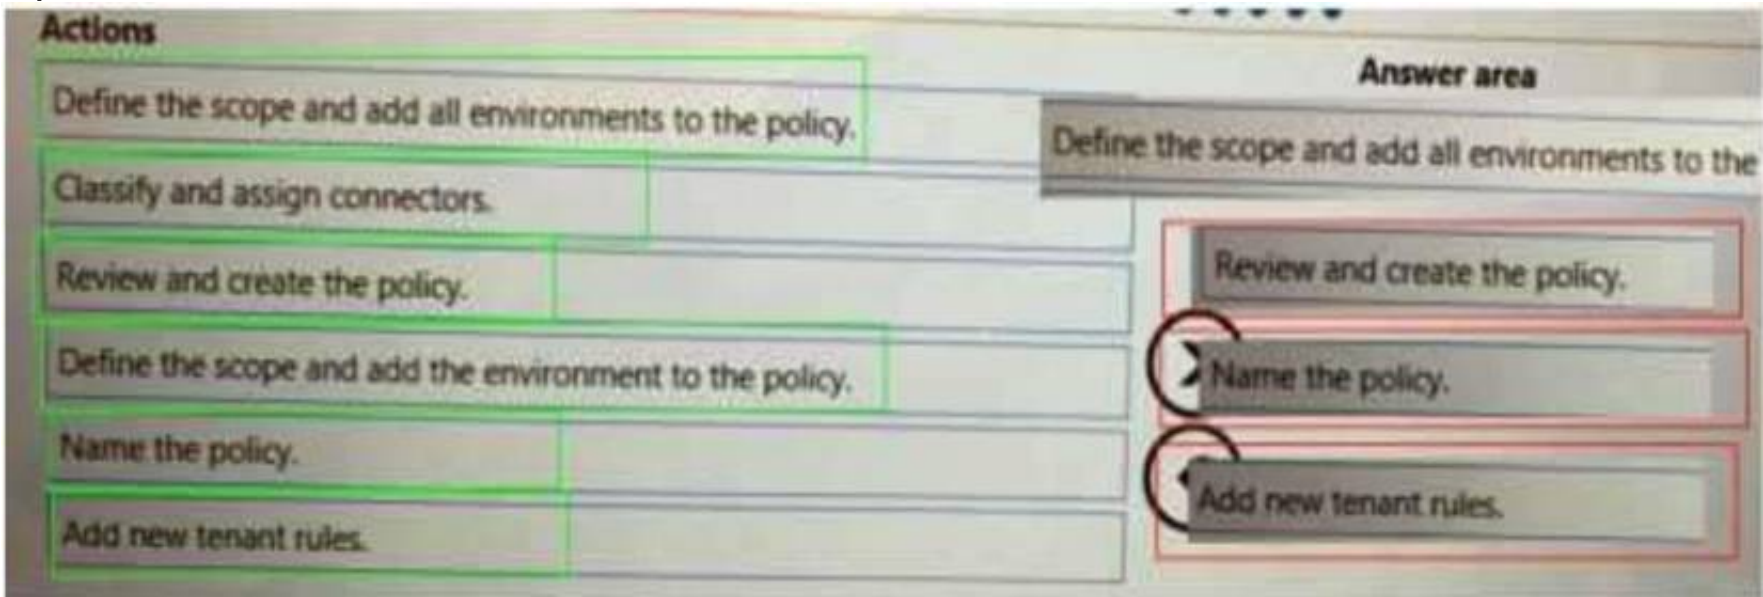 Actions
Define the scope and add all environments to the policy.
Classify and assign connectors.
Review and create the policy.
Define the scope and add the environment to the policy.
Name the policy.
Add new tenant rules.
Answer area
Define the scope and add all environments to the
Review and create the policy.
Name the policy.
Add new tenant rules.